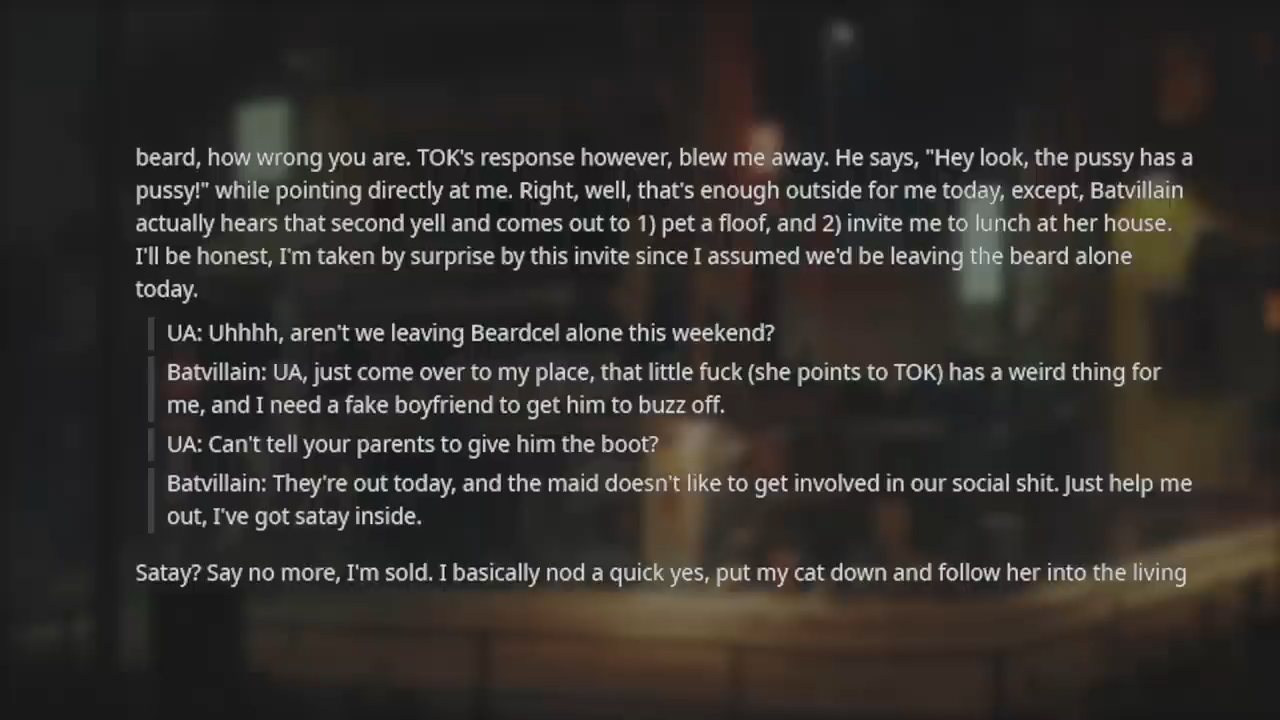 beard, how wrong you are. TOK's response however, blew me away. He says, "Hey look, the pussy has a
pussy!" while pointing directly at me. Right, well, that's enough outside for me today, except, Batvillain
actually hears that second yell and comes out to 1) pet a floof, and 2) invite me to lunch at her house.
I'll be honest, I'm taken by surprise by this invite since I assumed we'd be leaving the beard alone
today.
UA: Uhhhh, aren't we leaving Beardcel alone this weekend?
Batvillain: UA, just come over to my place, that little fuck (she points to TOK) has a weird thing for
me, and I need a fake boyfriend to get him to buzz off.
UA: Can't tell your parents to give him the boot?
Batvillain: They're out today, and the maid doesn't like to get involved in our social shit. Just help me
out, I've got satay inside.
Satay? Say no more, I'm sold. I basically nod a quick yes, put my cat down and follow her into the living